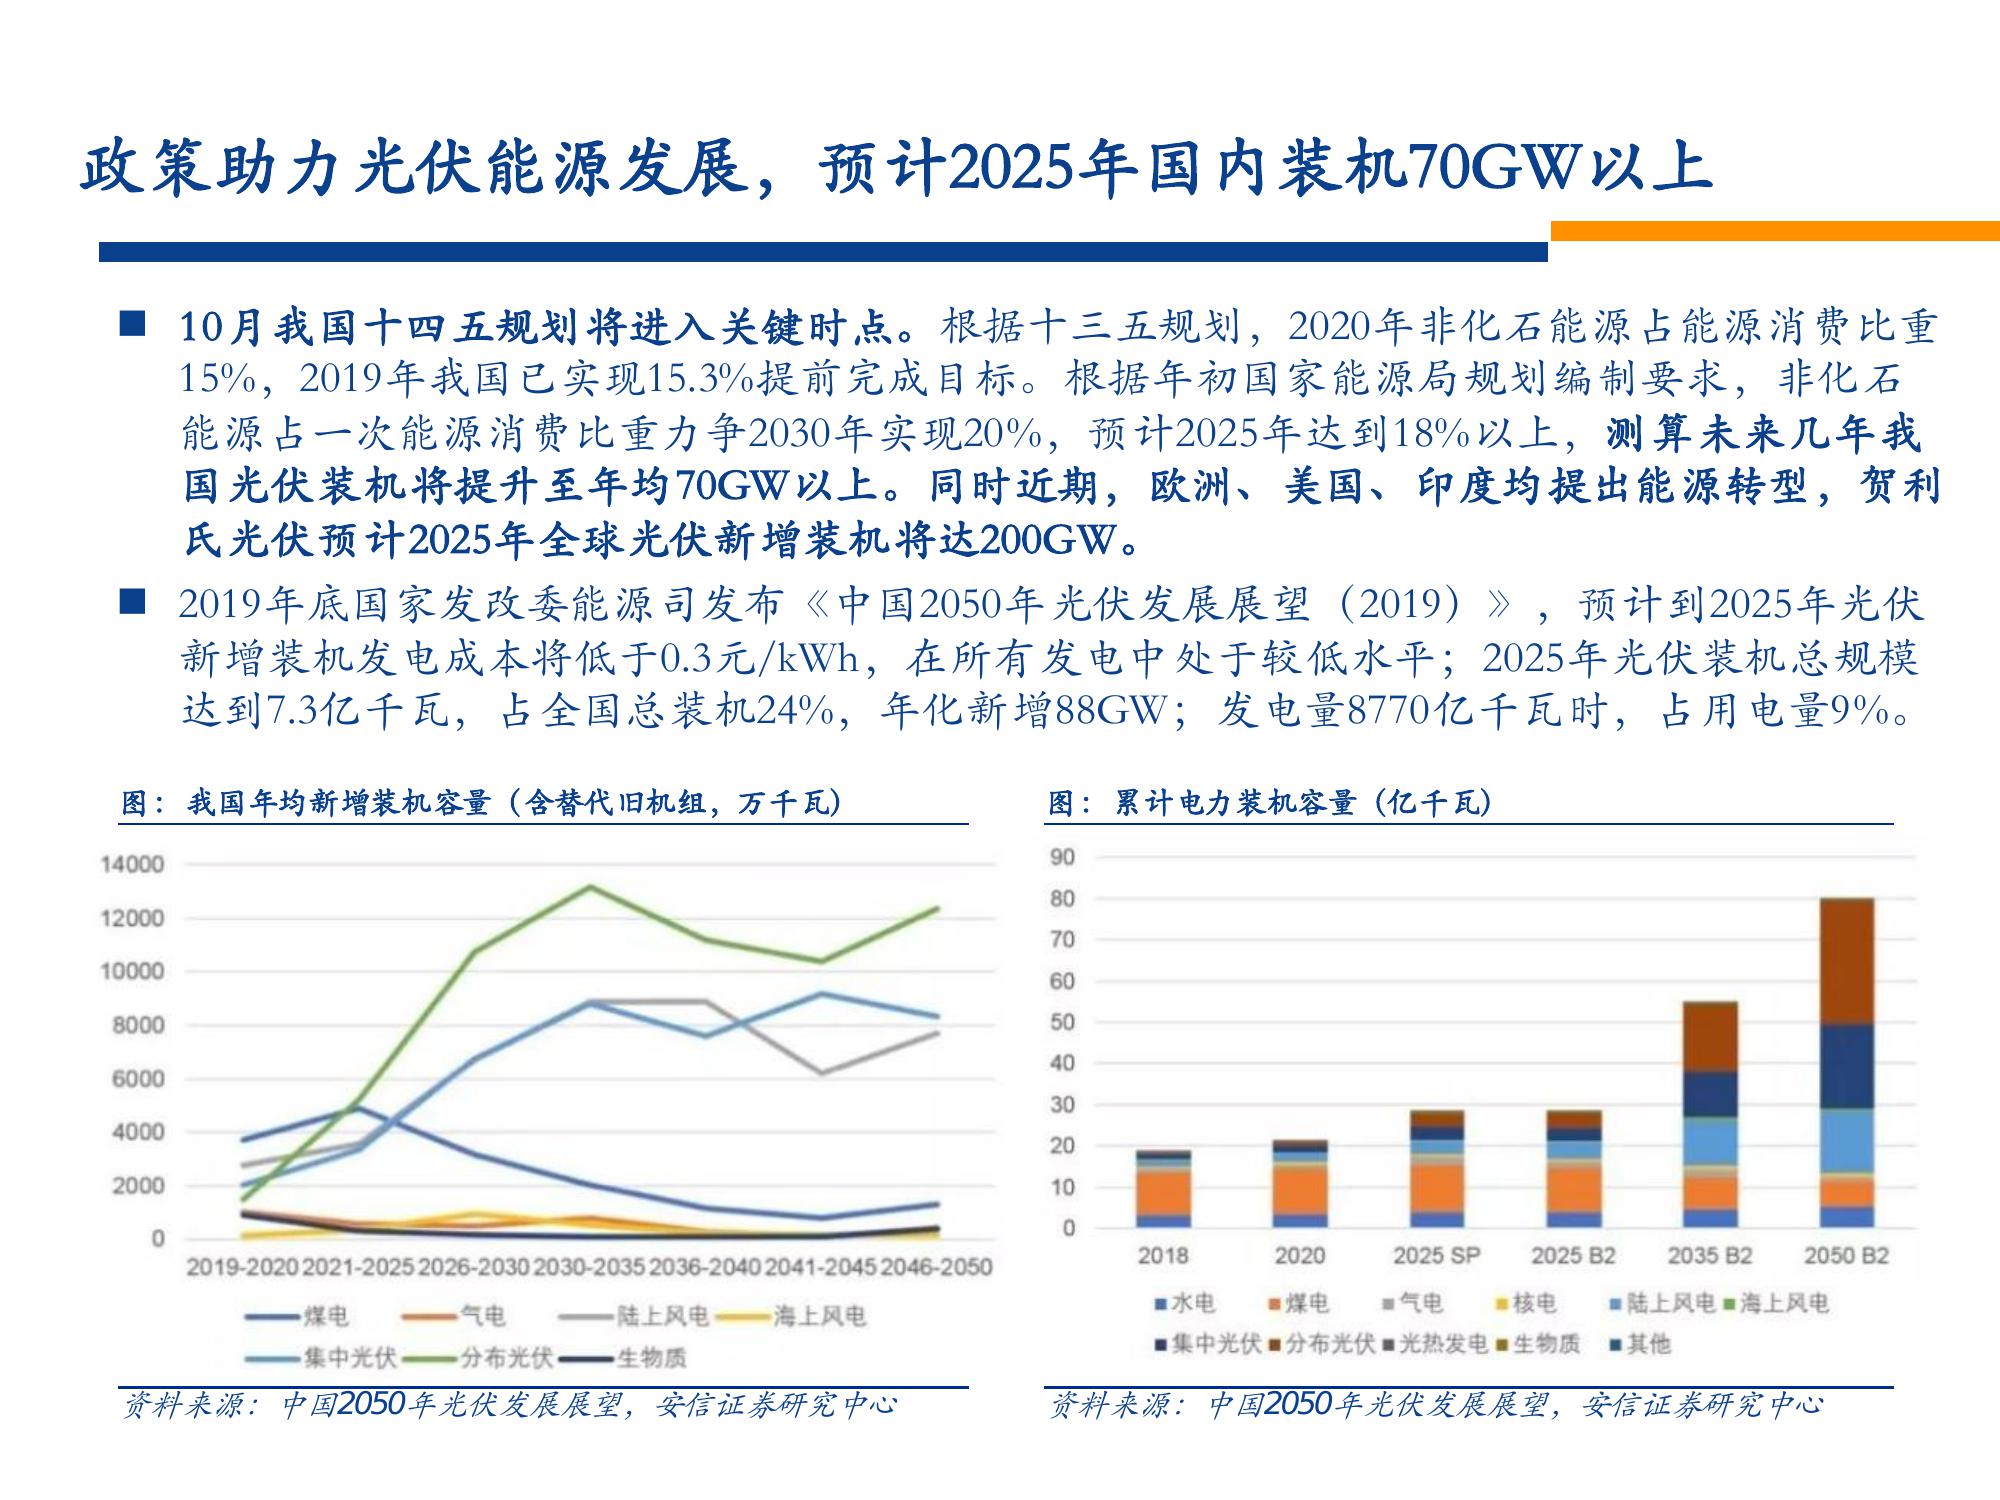 政策助力光伏能源发展，预计2025年国内装机70GW以上
■ 10月我国十四五规划将进入关键时点。根据十三五规划，2020年非化石能源占能源消费比重
15%，2019年我国已实现15.3%提前完成目标。根据年初国家能源局规划编制要求，非化石
能源占一次能源消费比重力争2030年实现20%，预计2025年达到18%以上，测算未来几年我
国光伏装机将提升至年均70GW以上。同时近期，欧洲、美国、印度均提出能源转型，贺利
氏光伏预计2025年全球光伏新增装机将达200GW。
■ 2019年底国家发改委能源司发布《中国2050年光伏发展展望（2019）》，预计到2025年光伏
新增装机发电成本将低于0.3元/kWh，在所有发电中处于较低水平；2025年光伏装机总规模
达到7.3亿千瓦，占全国总装机24%，年化新增88GW；发电量8770亿千瓦时，占用电量9%。
图：我国年均新增装机容量（含替代旧机组，万千瓦）
14000
12000
10000
8000
6000
4000
2000
0
2019-2020 2021-2025 2026-2030 2030-2035 2036-2040 2041-2045 2046-2050
煤电 气电 陆上风电 海上风电
集中光伏 分布光伏 生物质
资料来源：中国2050年光伏发展展望，安信证券研究中心
图：累计电力装机容量（亿千瓦）
90
80
70
60
50
40
30
20
10
0
2018 2020 2025 SP 2025 B2 2035 B2 2050 B2
水电 煤电 气电 核电 陆上风电 海上风电
集中光伏 分布光伏 光热发电 生物质 其他
资料来源：中国2050年光伏发展展望，安信证券研究中心